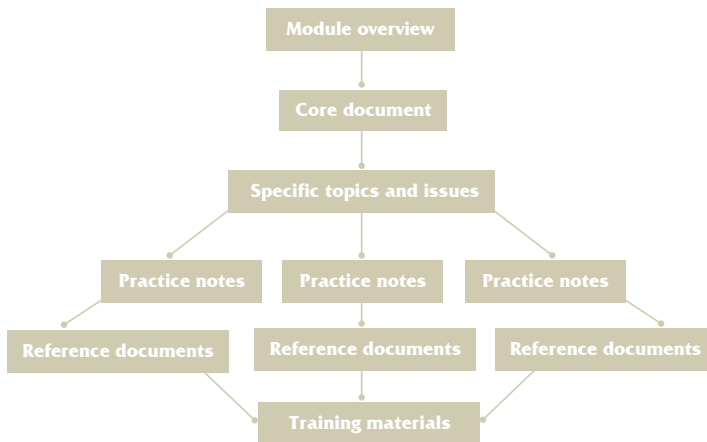 Module overview
Core document
Specific topics and issues
Practice notes
Practice notes
Practice notes
Reference documents
Reference documents
Reference documents
Training materials